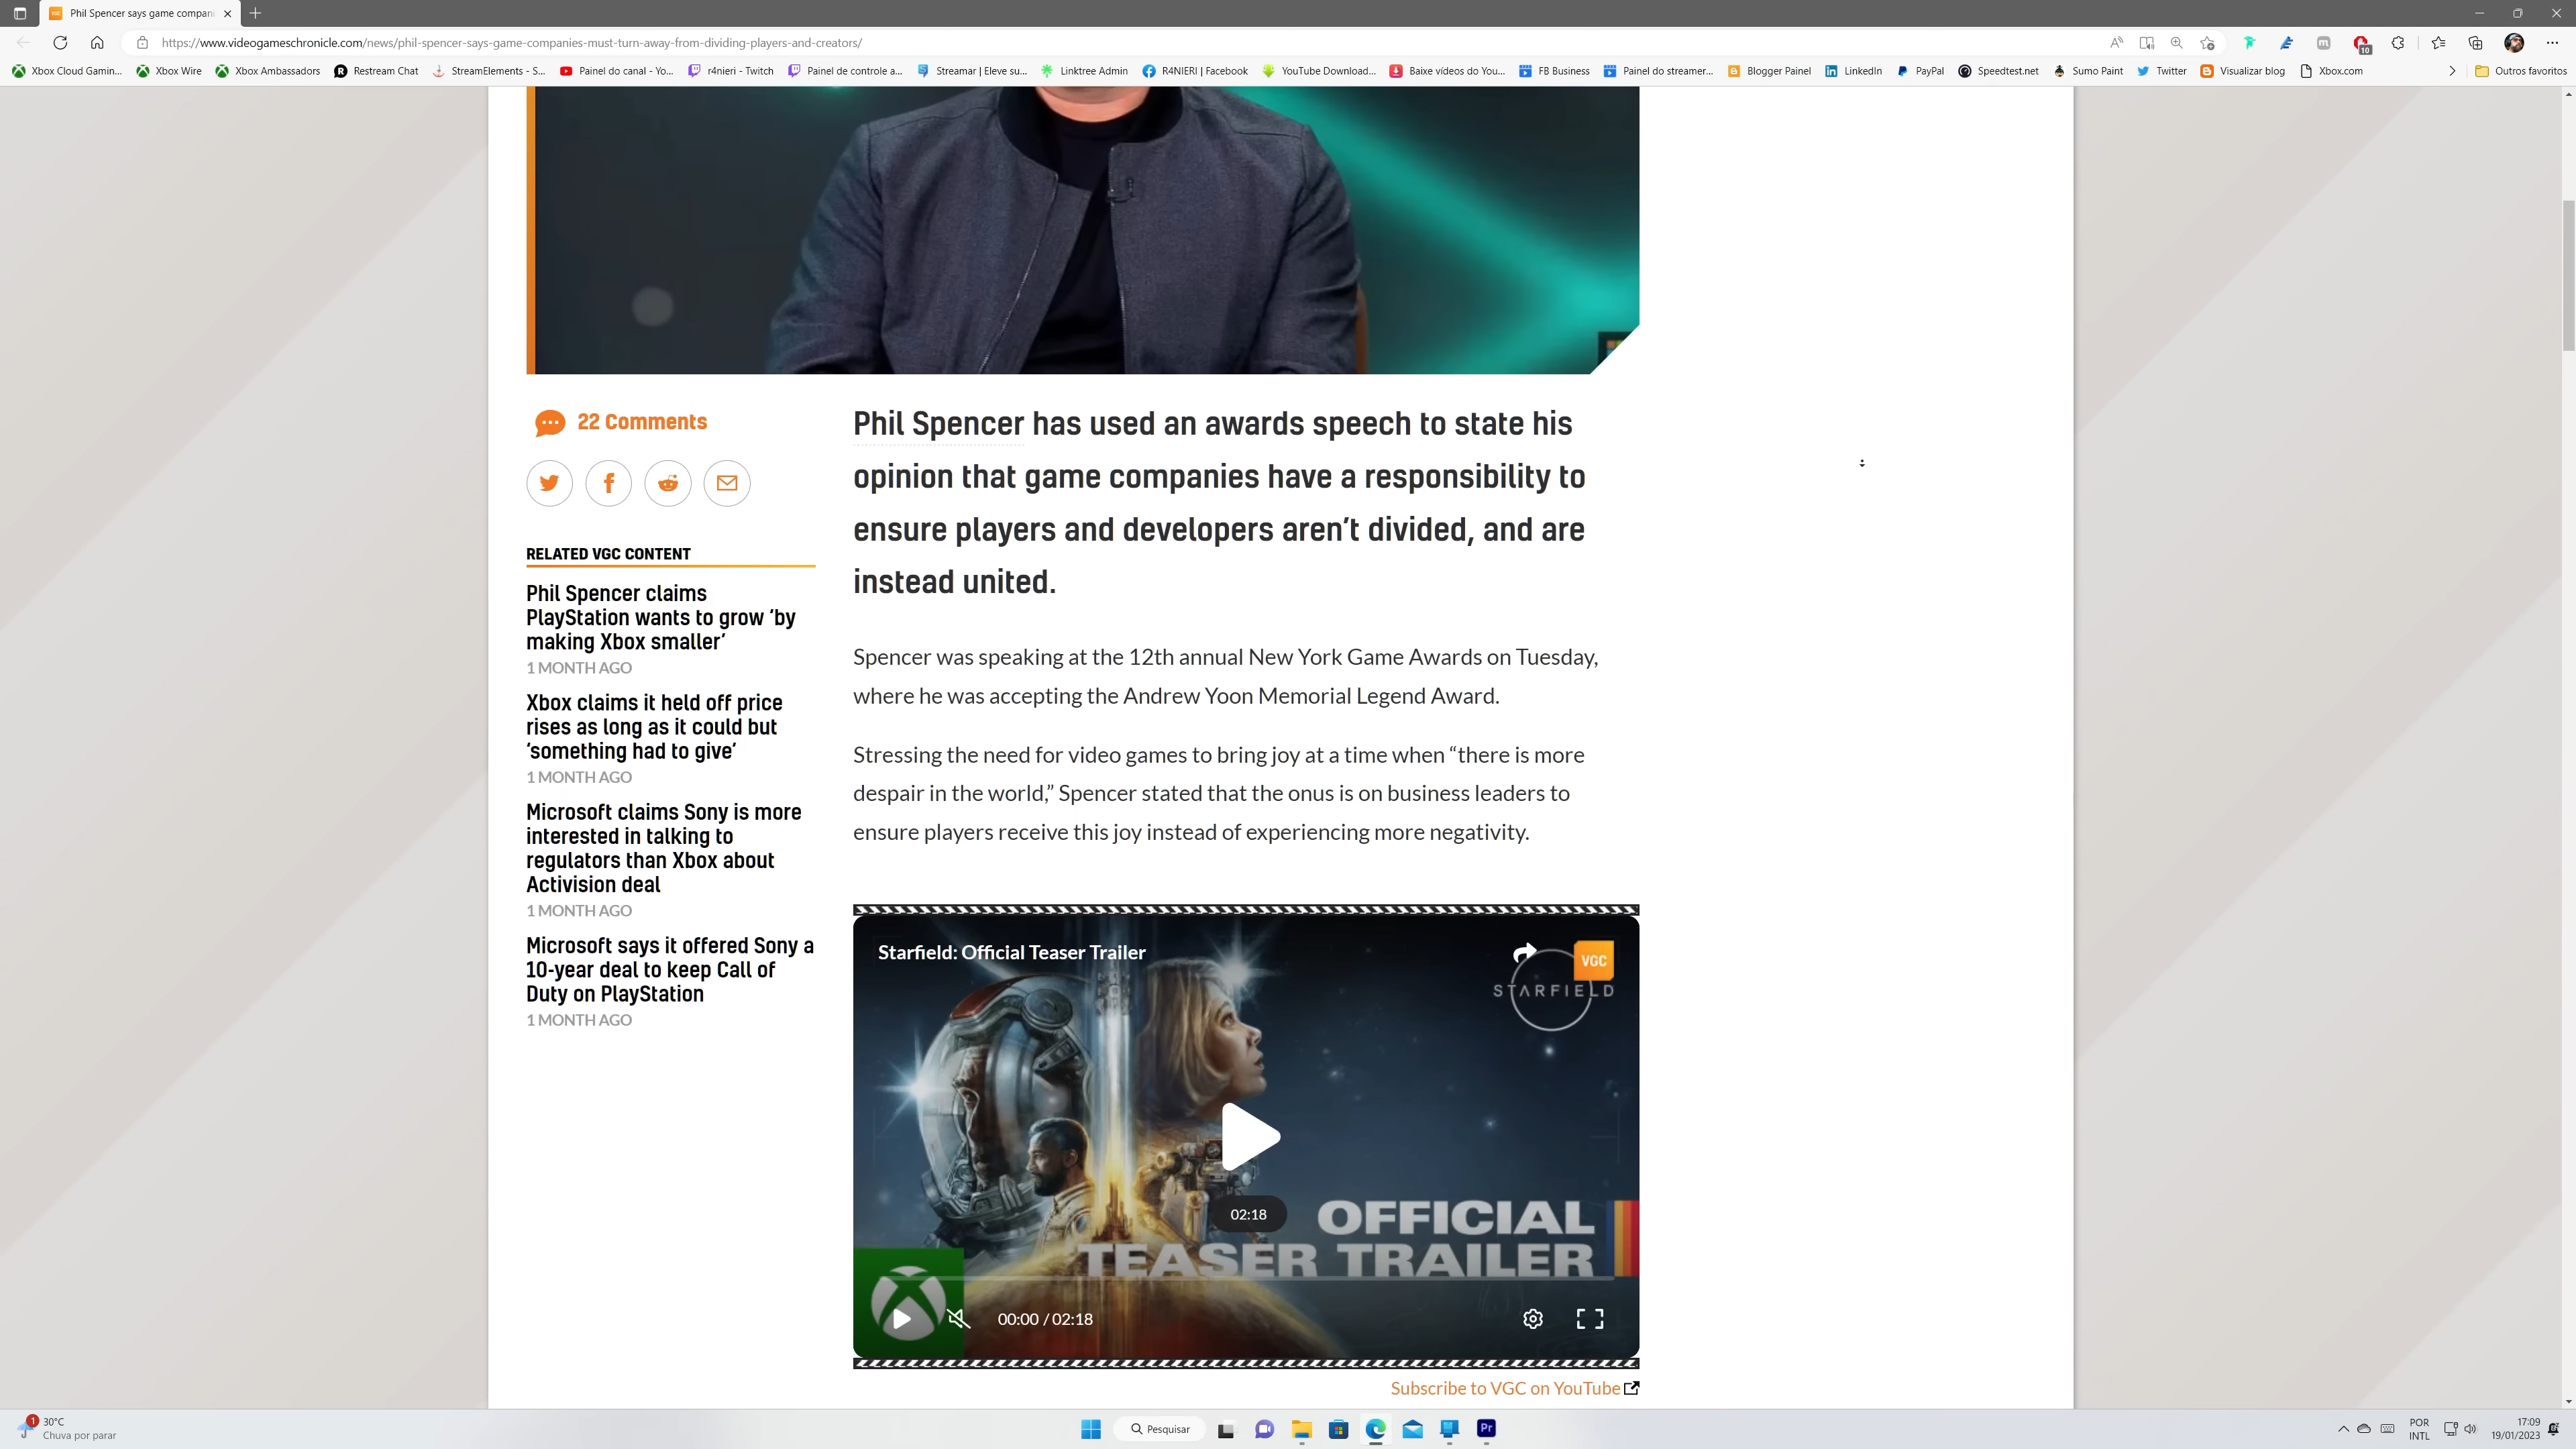 Phil Spencer says game compani
https://www.videogameschronicle.com/news/phil-spencer-says-game-companies-must-turn-away-from-dividing-players-and-creators/
10
Xbox Cloud Gamin...
Xbox Wire
Xbox Ambassadors
Restream Chat
StreamElements - S...
Painel do canal - Yo...
r4nieri - Twitch
Painel de controle a...
Streamar | Eleve su...
Linktree Admin
R4NIERI | Facebook
YouTube Download...
Baixe vídeos do You...
FB Business
Painel do streamer...
Blogger Painel
LinkedIn
PayPal
Speedtest.net
Sumo Paint
Twitter
Visualizar blog
Xbox.com
Outros favoritos
22 Comments
RELATED VGC CONTENT
Phil Spencer claims
PlayStation wants to grow ‘by
making Xbox smaller’
1 MONTH AGO
Xbox claims it held off price
rises as long as it could but
‘something had to give’
1 MONTH AGO
Microsoft claims Sony is more
interested in talking to
regulators than Xbox about
Activision deal
1 MONTH AGO
Microsoft says it offered Sony a
10-year deal to keep Call of
Duty on PlayStation
1 MONTH AGO
Phil Spencer has used an awards speech to state his
opinion that game companies have a responsibility to
ensure players and developers aren’t divided, and are
instead united.
Spencer was speaking at the 12th annual New York Game Awards on Tuesday,
where he was accepting the Andrew Yoon Memorial Legend Award.
Stressing the need for video games to bring joy at a time when “there is more
despair in the world,” Spencer stated that the onus is on business leaders to
ensure players receive this joy instead of experiencing more negativity.
Starfield: Official Teaser Trailer
VGC
STARFIELD
02:18
OFFICIAL
TEASER TRAILER
00:00 / 02:18
Subscribe to VGC on YouTube
1
30°C
Chuva por parar
Pesquisar
Pr
POR
INTL
17:09
19/01/2023